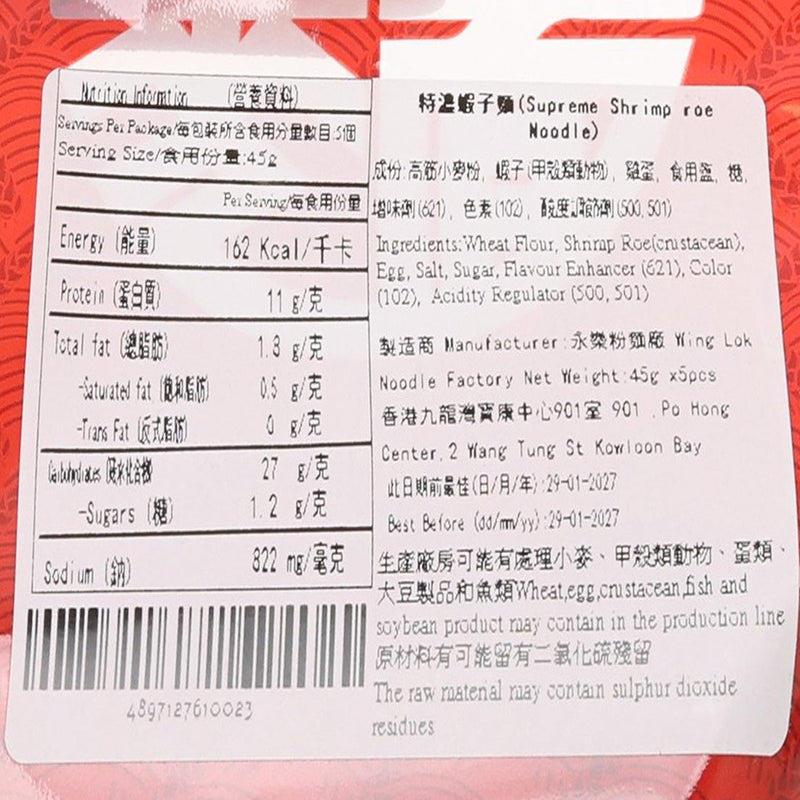 Nutrition Information (營養資料)
Servings Per Package/每包裝所含食用分量數目:5個
Serving Size/食用份量:45g
Per Serving/每食用份量
Energy (能量) 162 Kcal/千卡
Protein (蛋白質) 11 g/克
Total fat (總脂肪) 1.3 g/克
-Saturated fat (飽和脂肪) 0.5 g/克
-Trans Fat (反式脂肪) 0 g/克
Carbohydrates (碳水化合物) 27 g/克
-Sugars (糖) 1.2 g/克
Sodium (鈉) 822 mg/毫克
4897127610023
特濃蝦子麵(Supreme Shrimp roe
Noodle)
成份:高筋小麥粉, 蝦子(甲殼類動物), 雞蛋, 食用鹽, 糖,
增味劑(621), 色素(102), 酸度調節劑(500,501)
Ingredients:Wheat Flour, Shrimp Roe(crustacean),
Egg, Salt, Sugar, Flavour Enhancer (621), Color
(102), Acidity Regulator (500, 501)
製造商 Manufacturer:永樂粉麵廠 Wing Lok
Noodle Factory Net Weight:45g x5pcs
香港九龍灣寶康中心901室 901 ,Po Hong
Center,2 Wang Tung St Kowloon Bay
此日期前最佳(日/月/年):29-01-2027
Best Before (dd/mm/yy):29-01-2027
生產廠房可能有處理小麥、甲殼類動物、蛋類、
大豆製品和魚類Wheat,egg,crustacean,fish and
soybean product may contain in the production line
原材料有可能留有二氧化硫殘留
The raw material may contain sulphur dioxide
residues